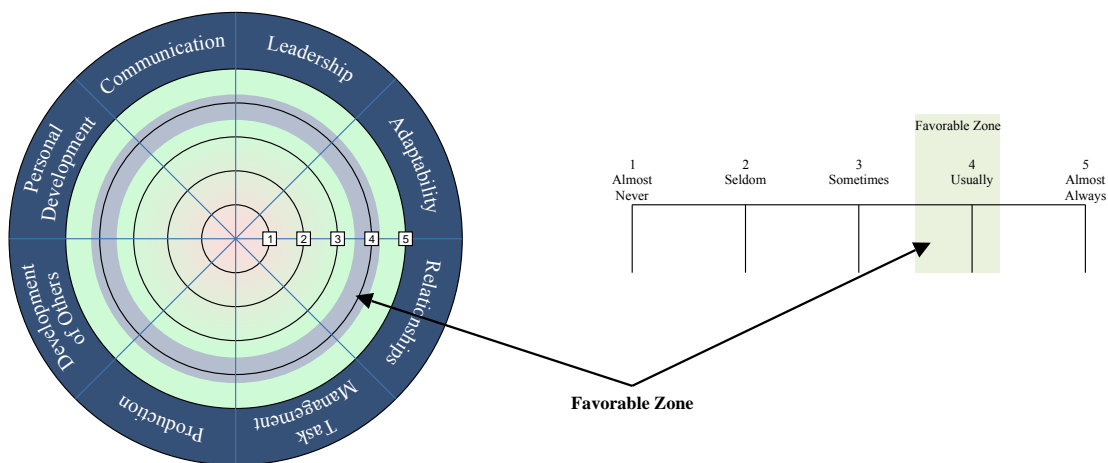 Communication
Leadership
Adaptability
Relationships
Task
Management
Production
Development
of Others
Personal
Development
1
2
3
4
5
Favorable Zone
1
Almost
Never
2
Seldom
3
Sometimes
4
Usually
5
Almost
Always
Favorable Zone